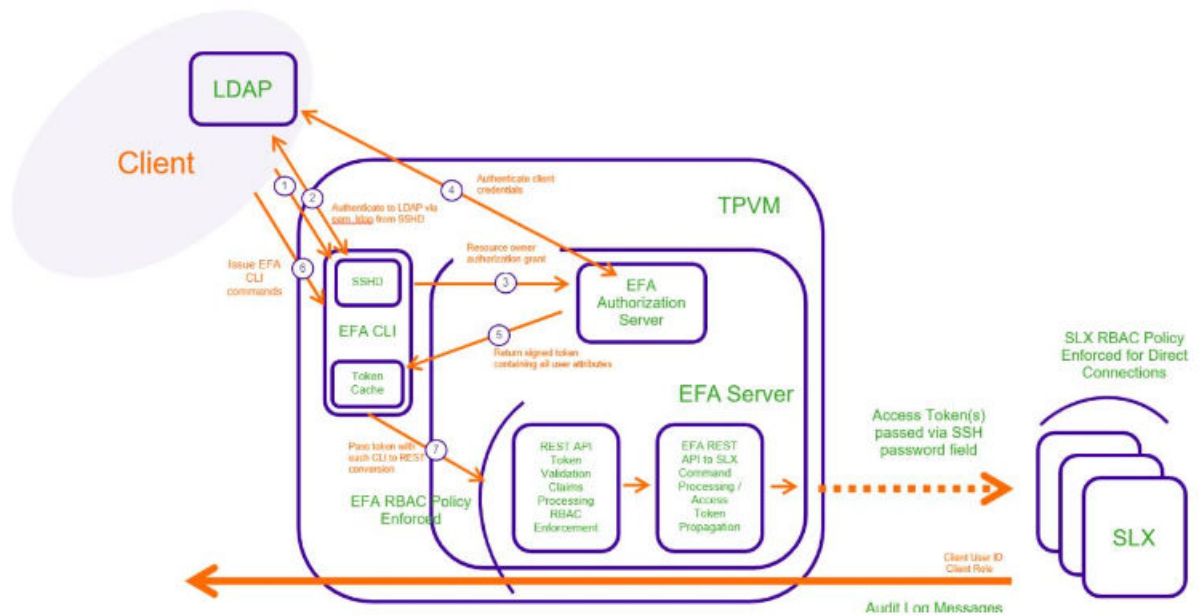 LDAP
Client
1
2
4
Authenticate client
credentials
TPVM
Authenticate to LDAP via
pam_ldap from SSHD
Resource owner
authorization grant
Issue EFA
CLI
commands
6
SSHD
3
EFA
Authorization
Server
EFA CLI
5
Return signed token
containing all user attributes
Token
Cache
EFA Server
SLX RBAC Policy
Enforced for Direct
Connections
Access Token(s)
passed via SSH
password field
Pass token with
each CLI to REST
conversion
7
REST API
Token
Validation
Claims
Processing
RBAC
Enforcement
EFA REST
API to SLX
Command
Processing /
Access
Token
Propagation
EFA RBAC Policy
Enforced
SLX
Client User ID
Client Role
Audit Log Messages